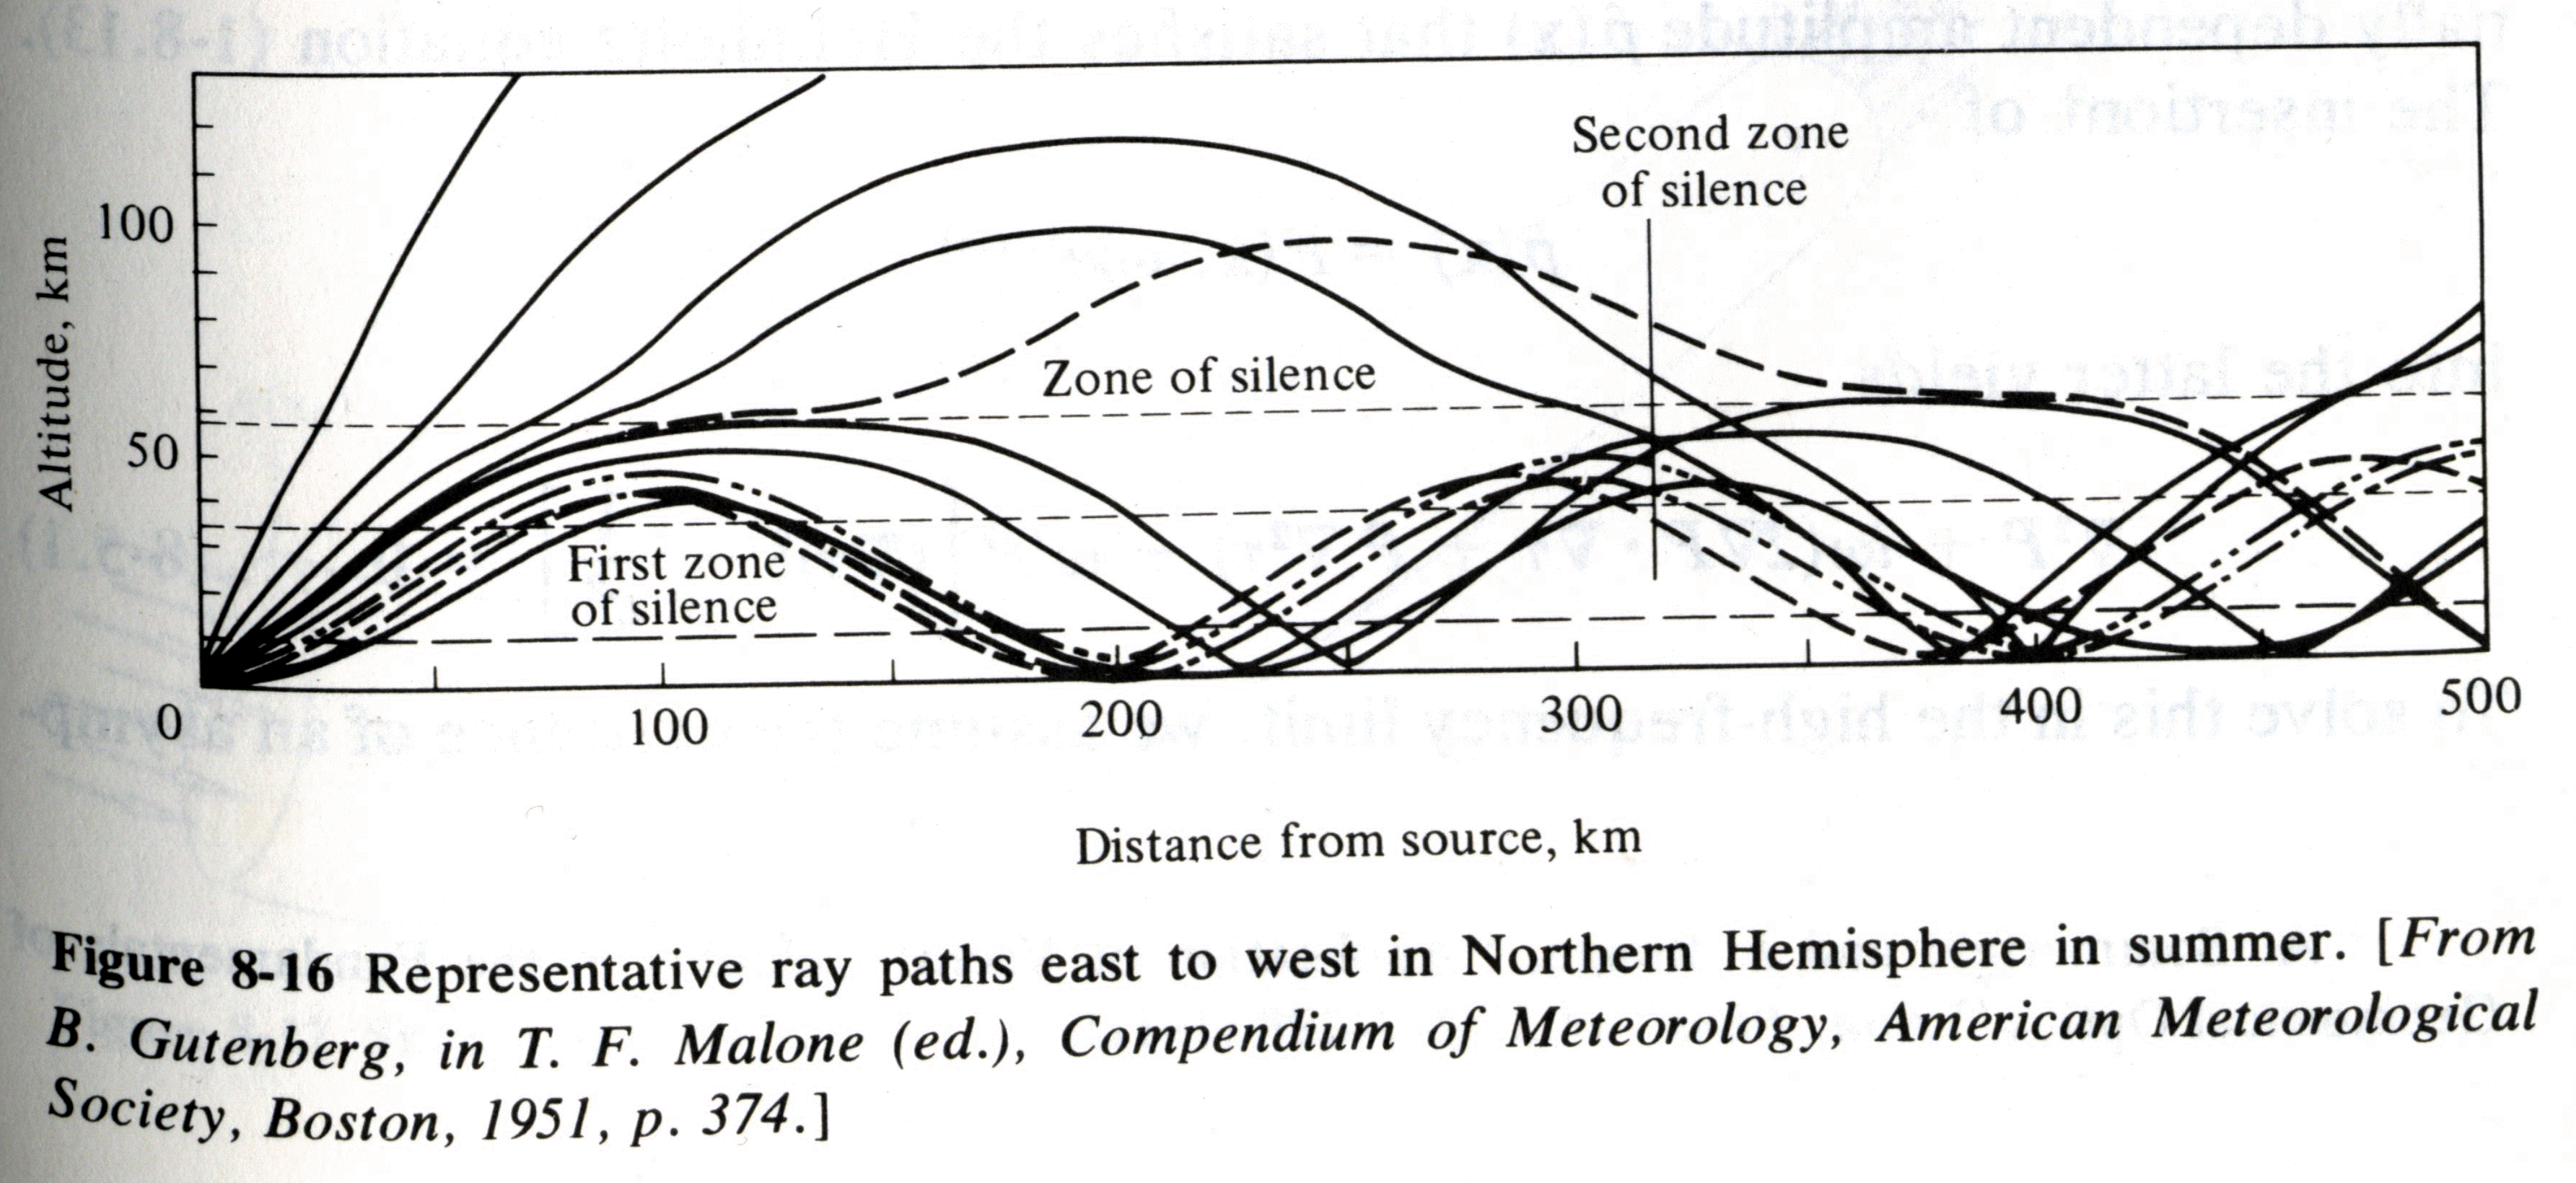 Second zone
of silence
100
Altitude, km
Zone of silence
50
First zone
of silence
0
100
200
300
400
500
Distance from source, km
Figure 8-16 Representative ray paths east to west in Northern Hemisphere in summer. [From
B. Gutenberg, in T. F. Malone (ed.), Compendium of Meteorology, American Meteorological
Society, Boston, 1951, p. 374.]